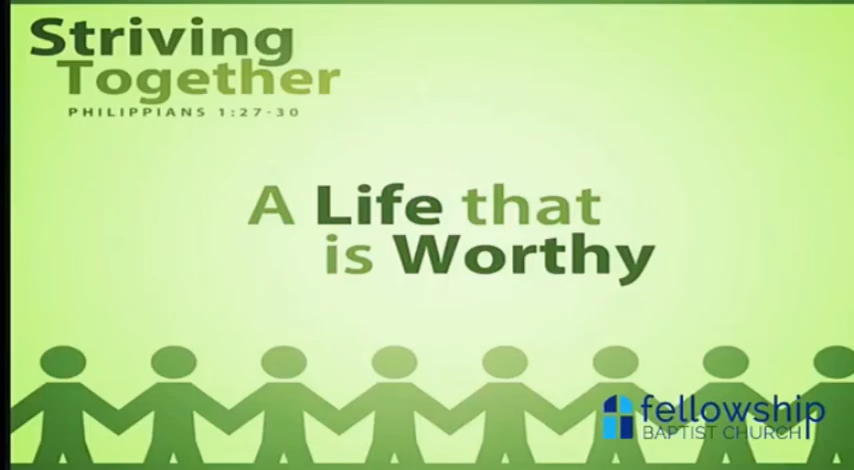 Striving
Together
PHILIPPIANS 1:27-30
A Life that
is Worthy
fellowship
BAPTIST CHURCH